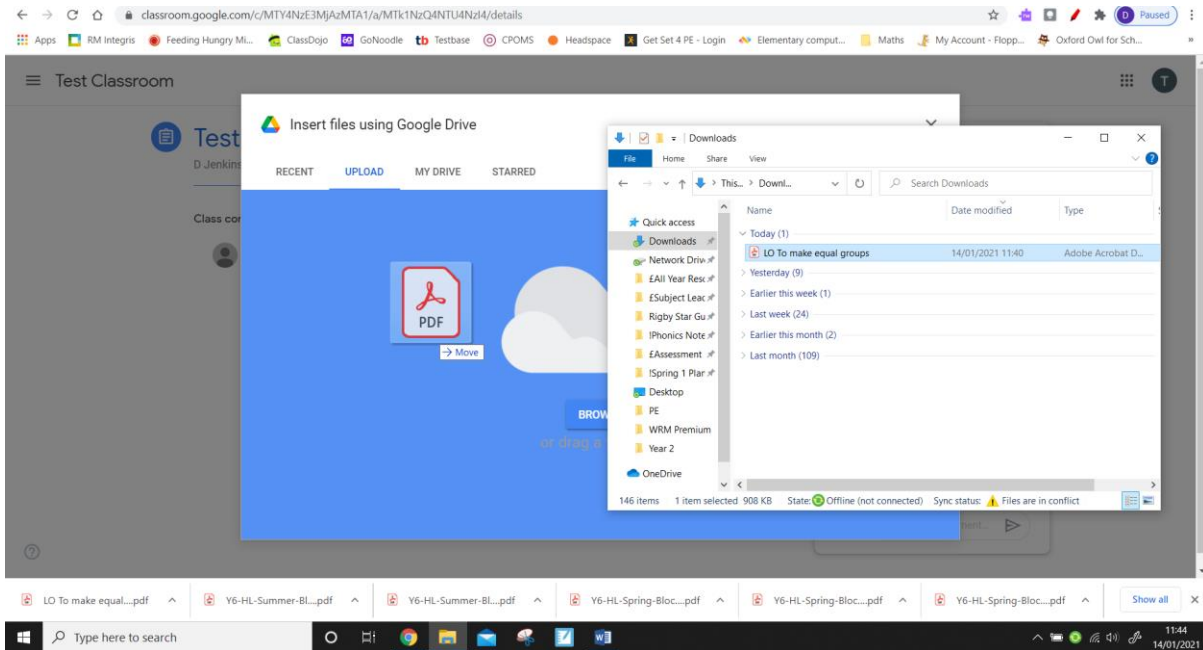 classroom.google.com/c/MTY4NzE3MjAzMTA1/a/MTk1NzQ4NTU4NzI4/details
D Paused
Apps RM Integris Feeding Hungry Mi... ClassDojo GoNoodle tb Testbase CPOMS Headspace Get Set 4 PE - Login Elementary comput... Maths My Account - Flopp... Oxford Owl for Sch...
Test Classroom
T
Insert files using Google Drive
Test
D Jenkins
RECENT UPLOAD MY DRIVE STARRED
Class cor
PDF
Move
BROW
or drag a
Downloads
File Home Share View
This... Downl... Search Downloads
Name Date modified Type
Quick access
Downloads
Network Driv
£All Year Resc
£Subject Leac
Rigby Star Gu
!Phonics Note
£Assessment
!Spring 1 Plar
Desktop
PE
WRM Premium
Year 2
OneDrive
Today (1)
LO To make equal groups 14/01/2021 11:40 Adobe Acrobat D...
Yesterday (9)
Earlier this week (1)
Last week (24)
Earlier this month (2)
Last month (109)
146 items 1 item selected 908 KB State: Offline (not connected) Sync status: Files are in conflict
LO To make equal....pdf Y6-HL-Summer-Bl....pdf Y6-HL-Summer-Bl....pdf Y6-HL-Spring-Bloc....pdf Y6-HL-Spring-Bloc....pdf Y6-HL-Spring-Bloc....pdf Show all
Type here to search
11:44
14/01/2021